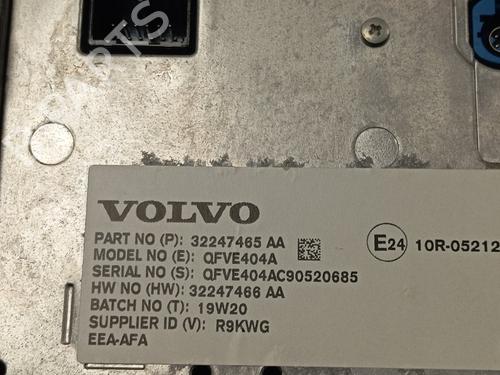 PARTS
VOLVO
PART NO (P): 32247465 AA
MODEL NO (E): QFVE404A
SERIAL NO (S): QFVE404AC90520685
HW NO (HW): 32247466 AA
BATCH NO (T): 19W20
SUPPLIER ID (V): R9KWG
EEA-AFA
E24 10R-05212